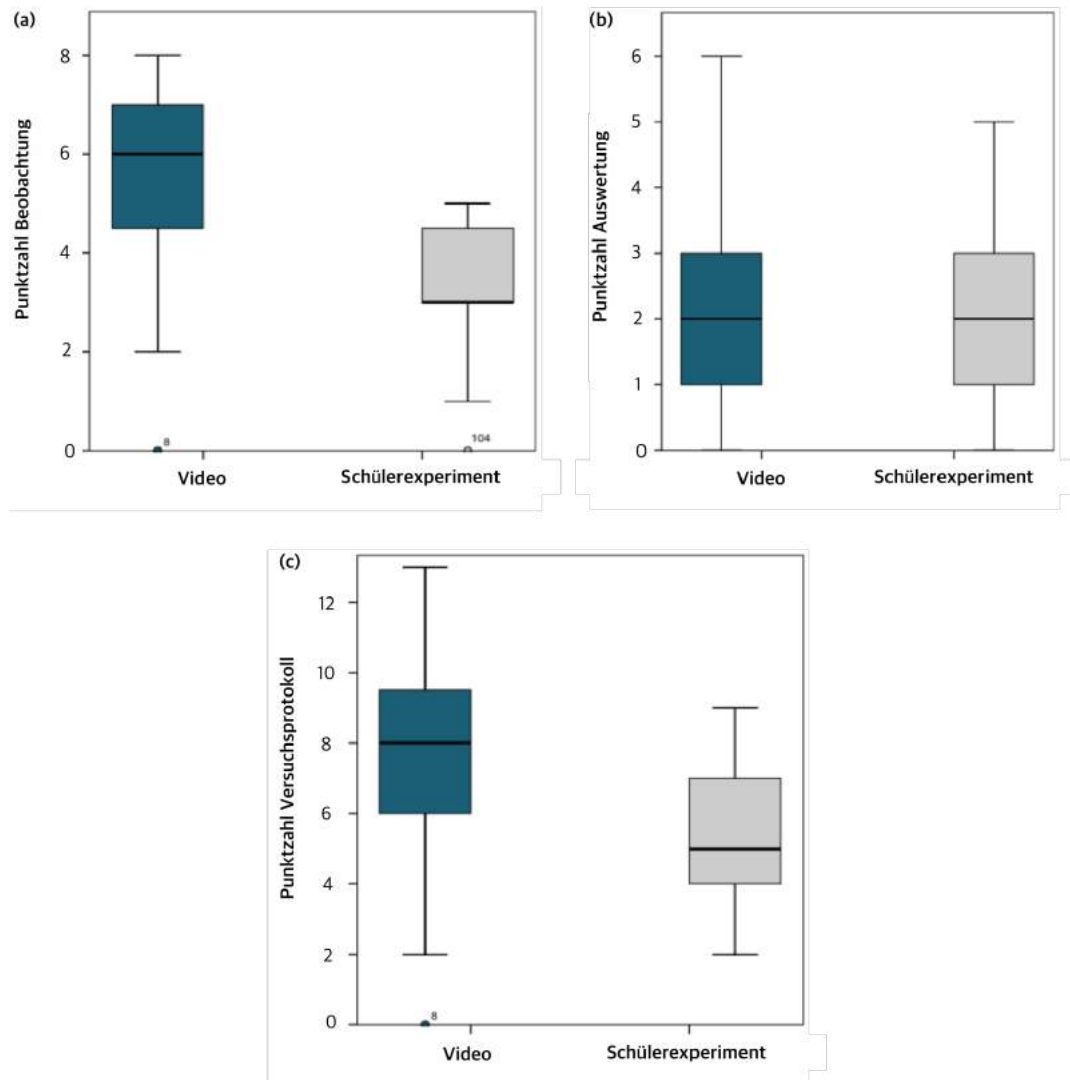 (a)
Punktzahl Beobachtung
8
6
4
2
0
8
104
Video
Schülerexperiment
(b)
Punktzahl Auswertung
6
5
4
3
2
1
0
Video
Schülerexperiment
(c)
Punktzahl Versuchsprotokoll
12
10
8
6
4
2
0
8
Video
Schülerexperiment